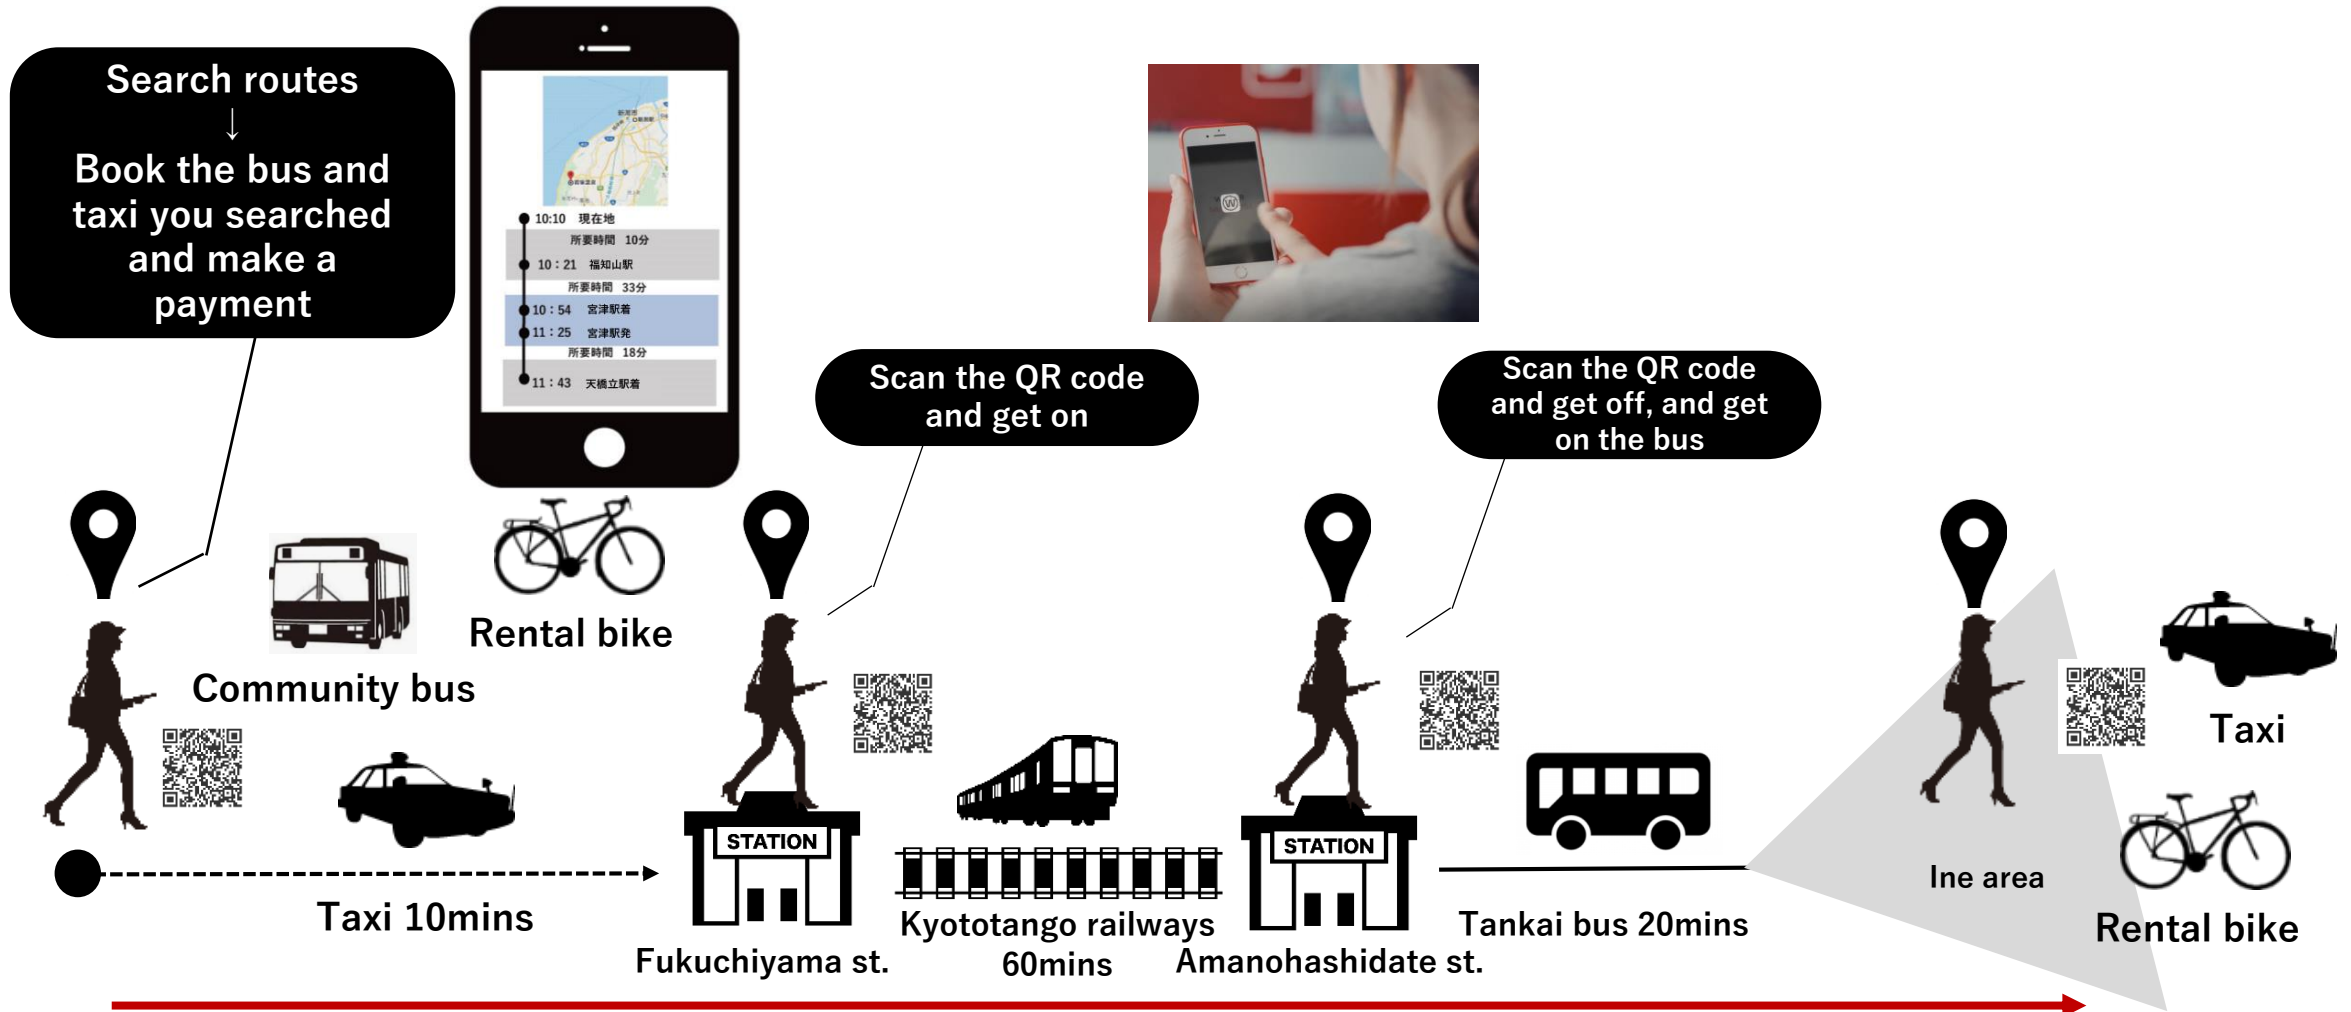 Search routes
↓
Book the bus and
taxi you searched
and make a
payment
10:10 現在地
所要時間 10分
10：21 福知山駅
所要時間 33分
10：54 宮津駅着
11：25 宮津駅発
所要時間 18分
11：43 天橋立駅着
Scan the QR code
and get on
Scan the QR code
and get off, and get
on the bus
Community bus
Rental bike
Taxi 10mins
STATION
Fukuchiyama st.
Kyototango railways
60mins
STATION
Amanohashidate st.
Tankai bus 20mins
Ine area
Taxi
Rental bike